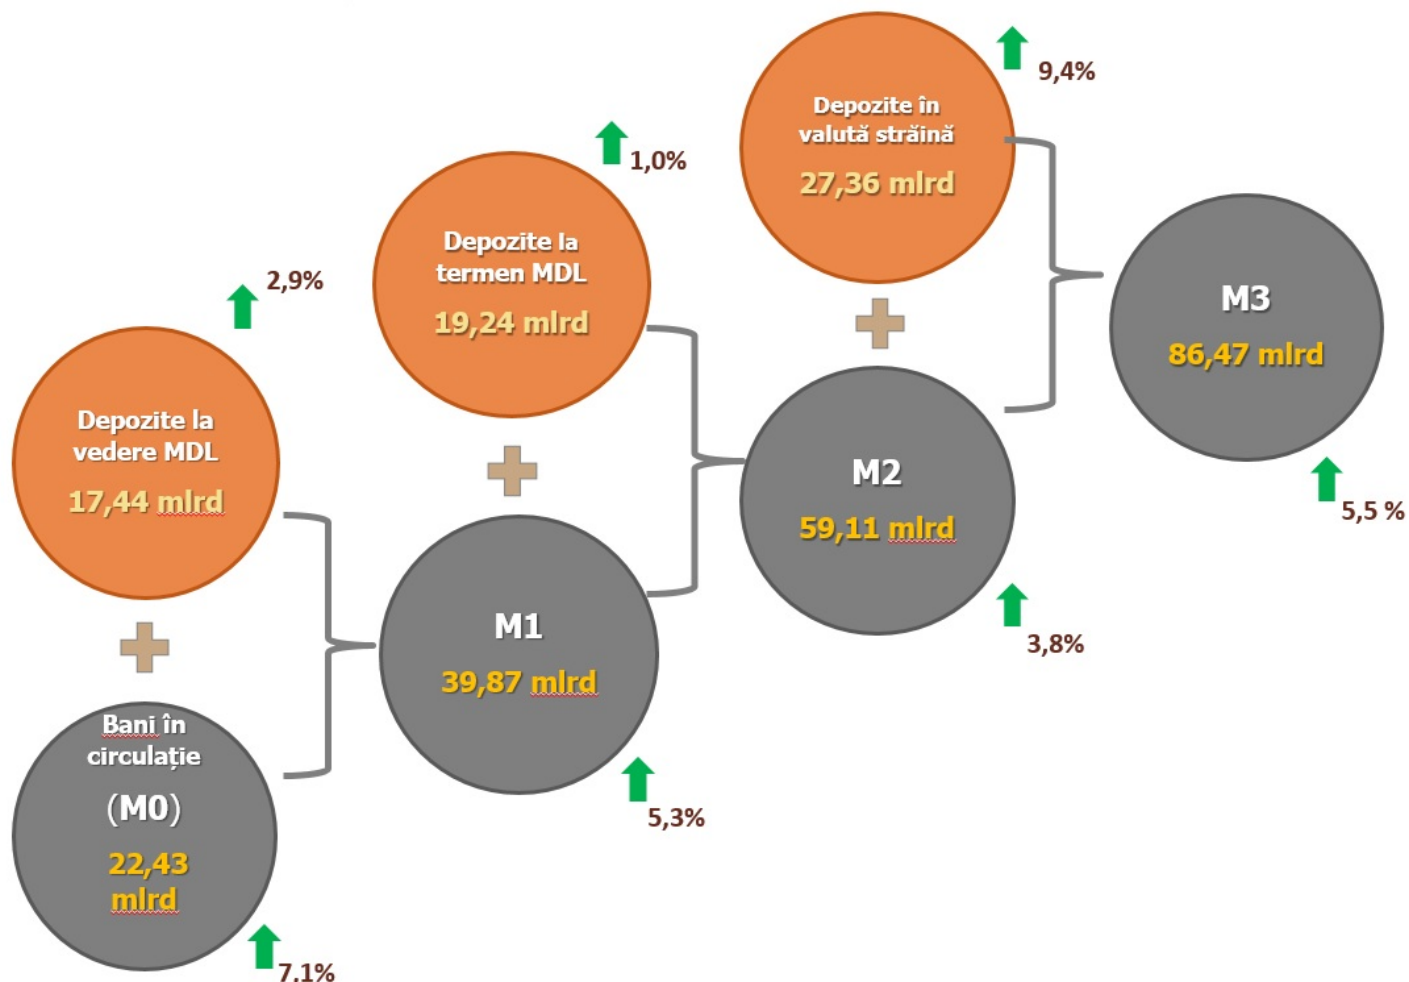 Depozite la
vedere MDL
17,44 mlrd
2,9%
Bani în
circulație
(M0)
22,43
mlrd
7,1%
Depozite la
termen MDL
19,24 mlrd
1,0%
M1
39,87 mlrd
5,3%
Depozite în
valută străină
27,36 mlrd
9,4%
M2
59,11 mlrd
3,8%
M3
86,47 mlrd
5,5 %